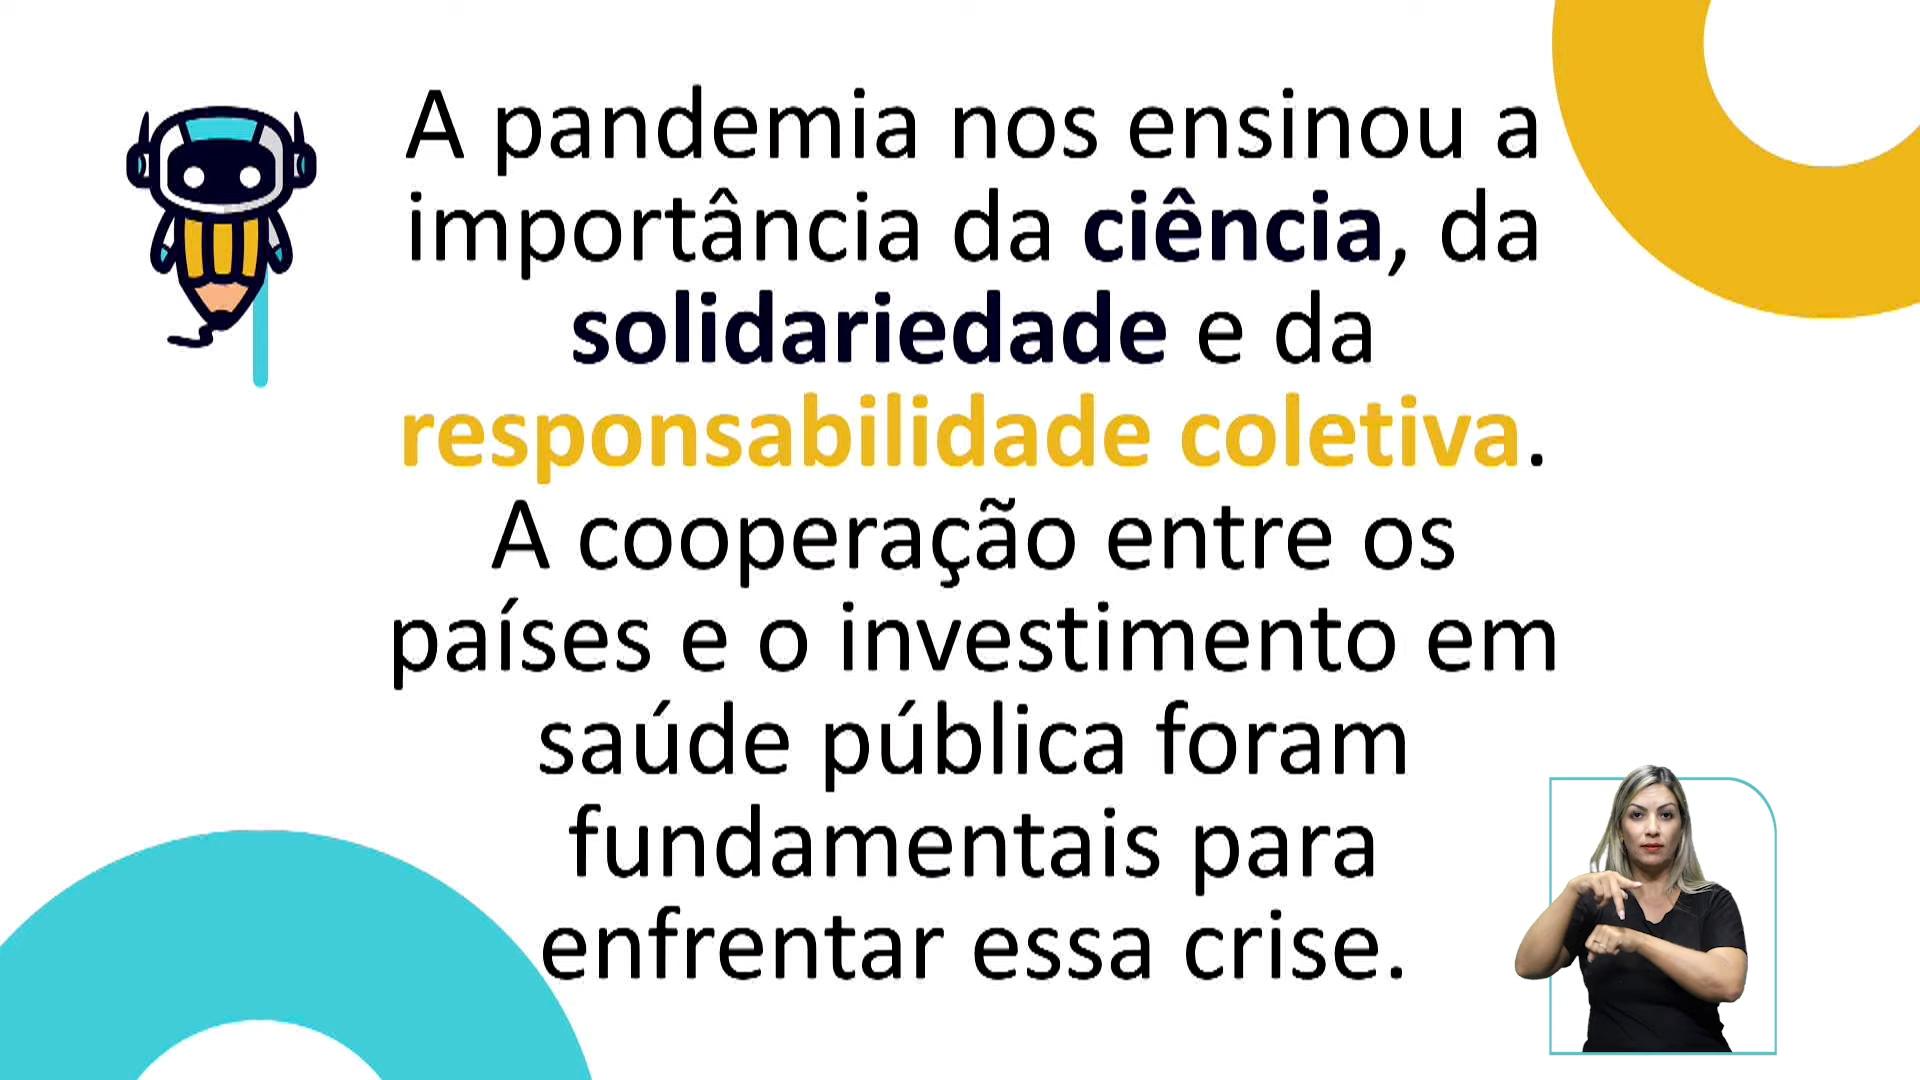 A pandemia nos ensinou a
importância da ciência, da
solidariedade e da
responsabilidade coletiva.
A cooperação entre os
países e o investimento em
saúde pública foram
fundamentais para
enfrentar essa crise.